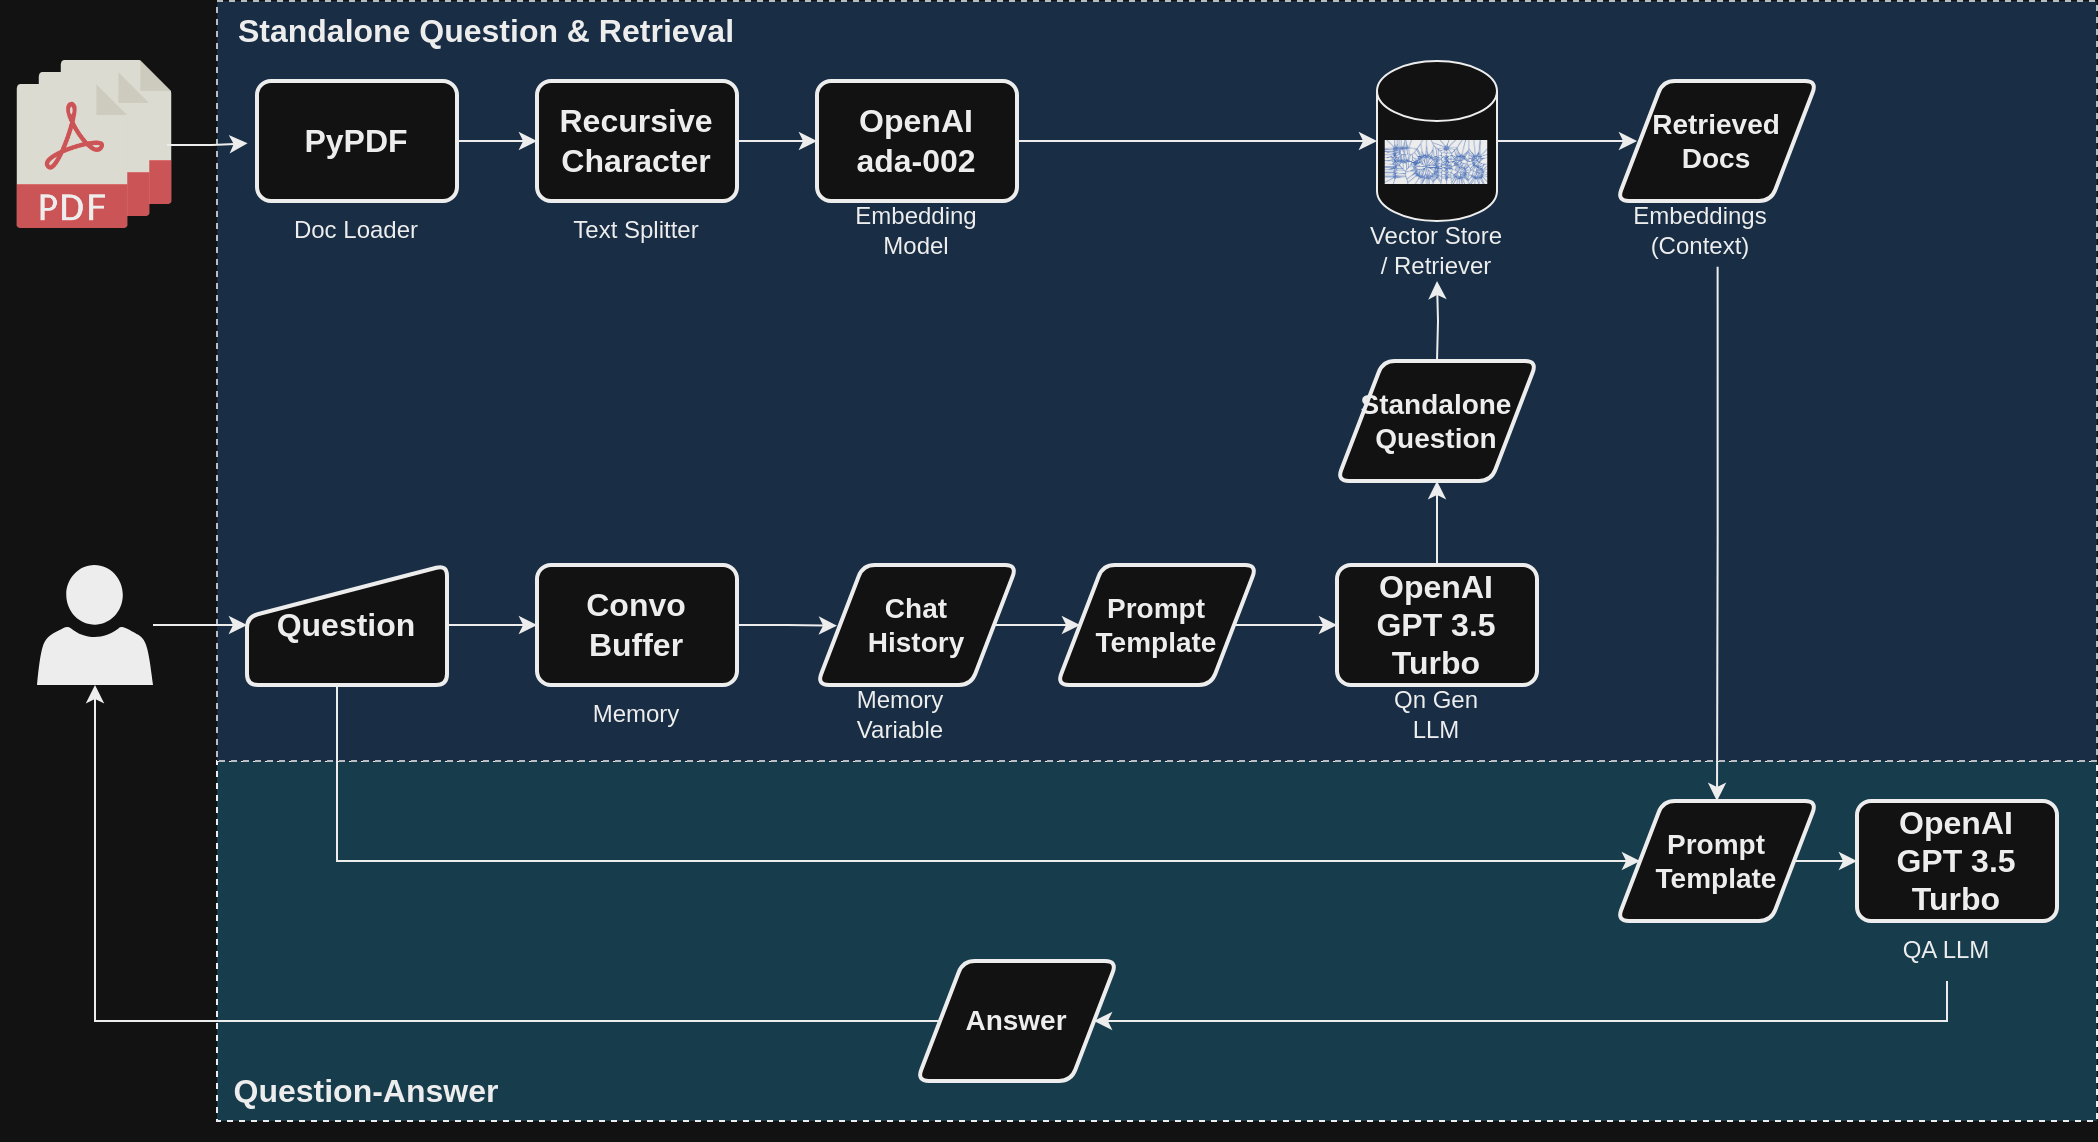 Standalone Question & Retrieval
PDF
PyPDF
Doc Loader
Recursive
Character
Text Splitter
OpenAI
ada-002
Embedding
Model
Faiss
Vector Store
/ Retriever
Retrieved
Docs
Embeddings
(Context)
Standalone
Question
Question
Convo
Buffer
Memory
Chat
History
Memory
Variable
Prompt
Template
OpenAI
GPT 3.5
Turbo
Qn Gen
LLM
Prompt
Template
OpenAI
GPT 3.5
Turbo
QA LLM
Answer
Question-Answer